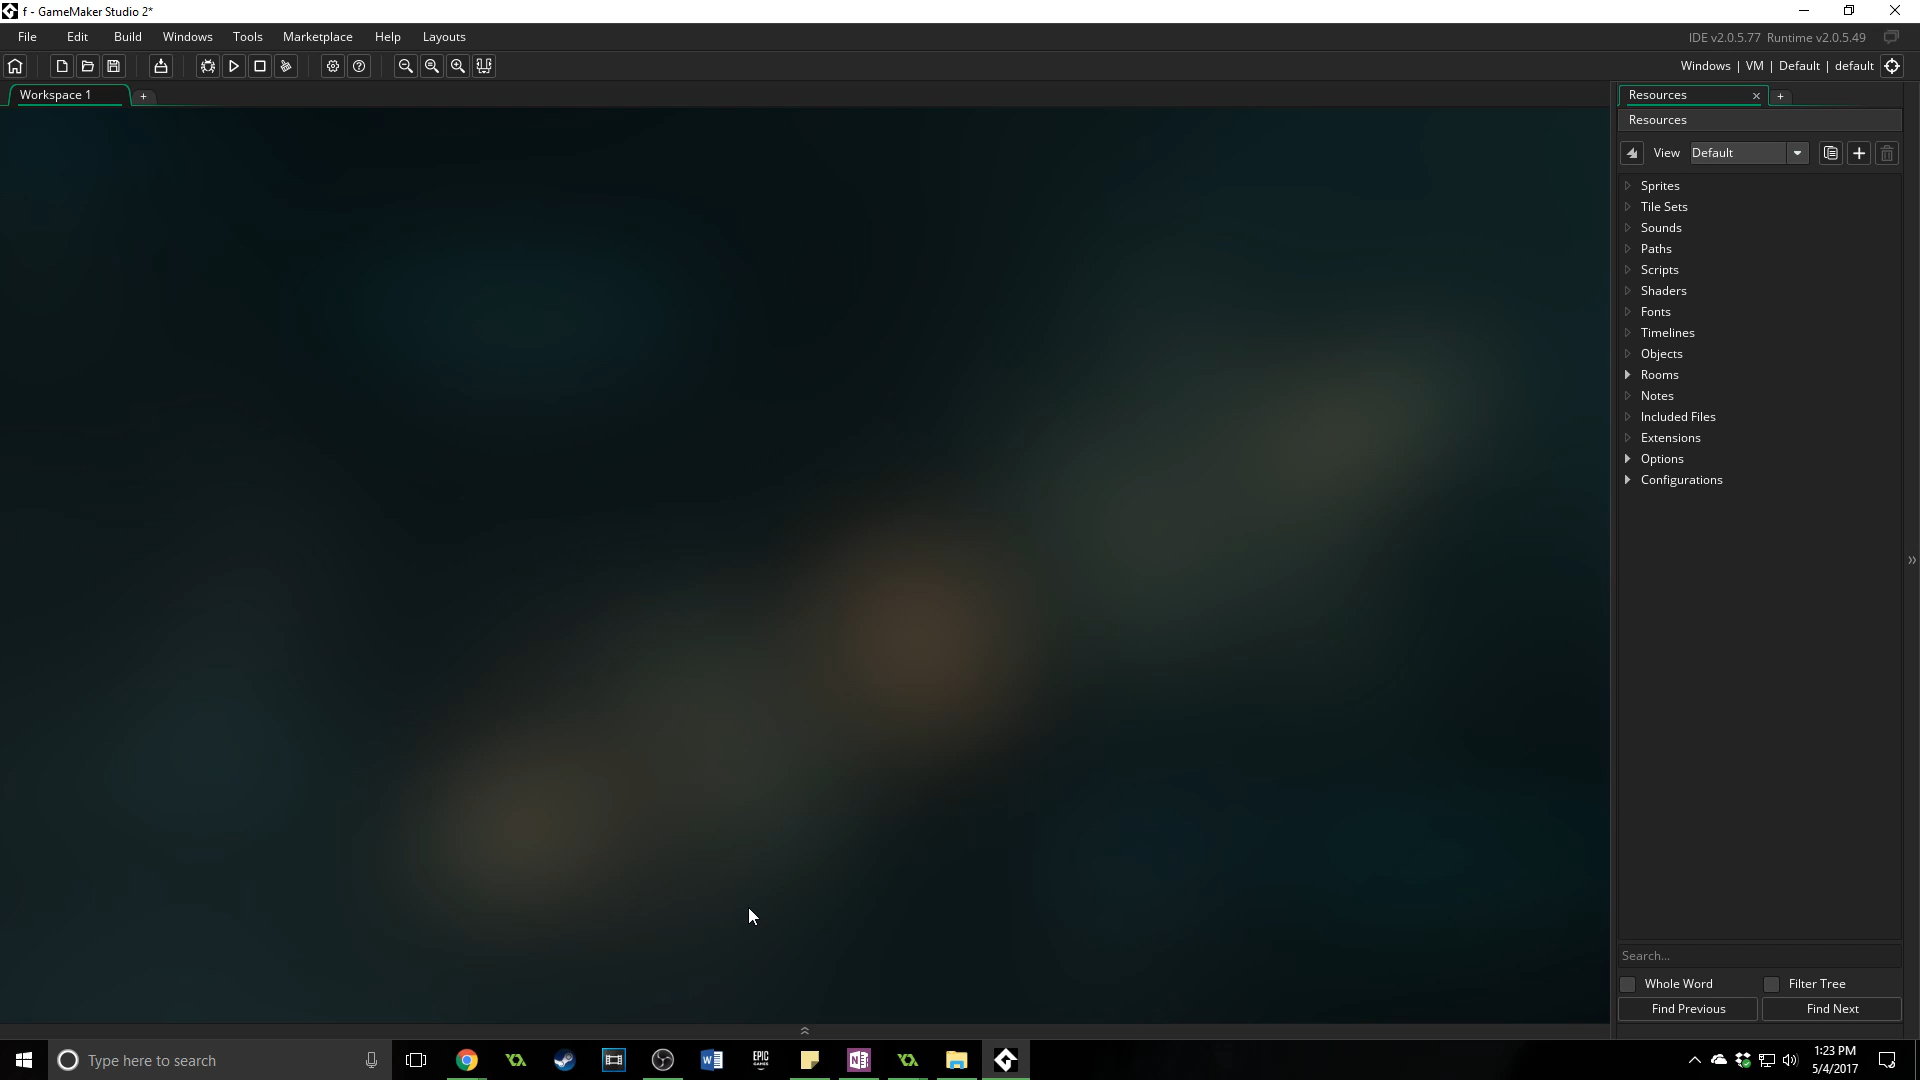 f - GameMaker Studio 2*
File Edit Build Windows Tools Marketplace Help Layouts
IDE v2.0.5.77 Runtime v2.0.5.49
Windows | VM | Default | default
Workspace 1
+
Resources
+
Resources
View Default
Sprites
Tile Sets
Sounds
Paths
Scripts
Shaders
Fonts
Timelines
Objects
Rooms
Notes
Included Files
Extensions
Options
Configurations
Search...
Whole Word
Filter Tree
Find Previous
Find Next
Type here to search
EPIC
GAMES
1:23 PM
5/4/2017